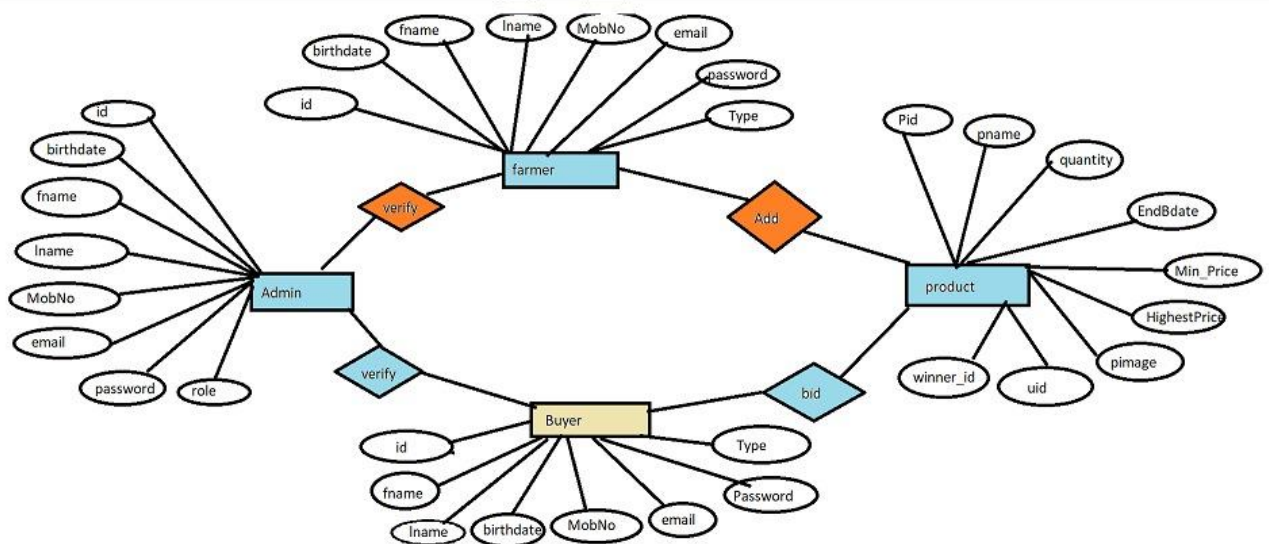 fname
lname
MobNo
email
birthdate
password
id
Type
farmer
id
birthdate
fname
lname
MobNo
email
password
role
Admin
verify
Add
Pid
pname
quantity
EndBdate
Min_Price
HighestPrice
pimage
uid
winner_id
product
verify
bid
Buyer
id
fname
lname
birthdate
MobNo
email
Password
Type